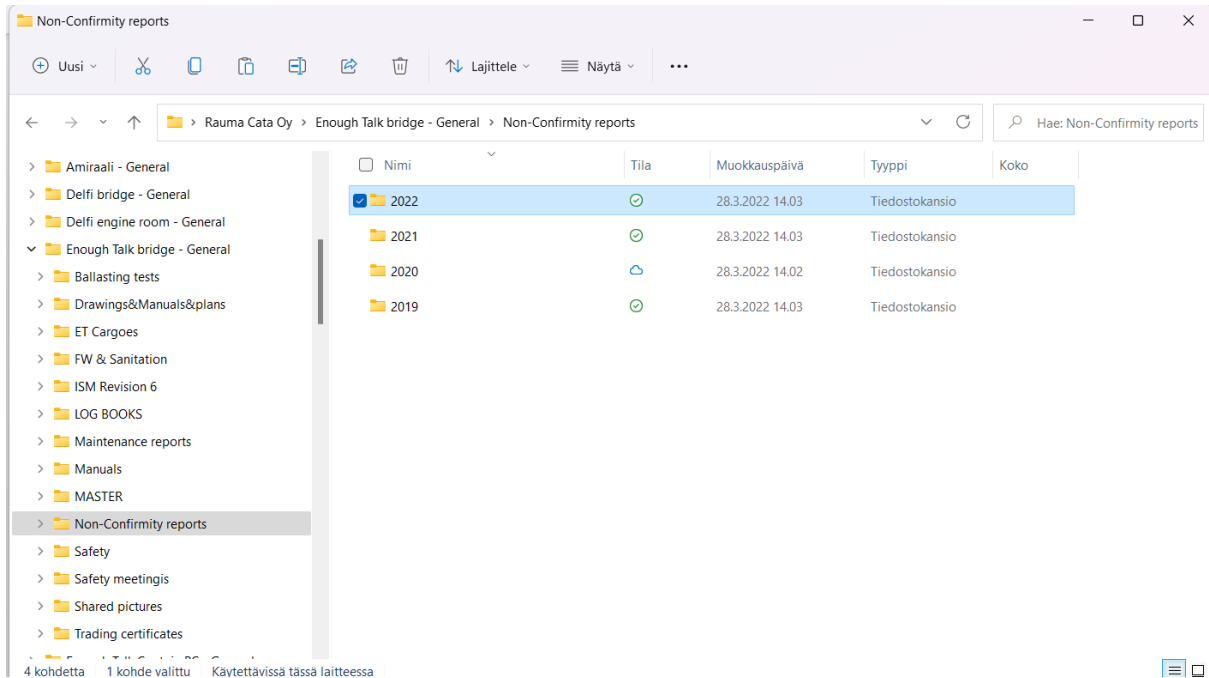 Non-Confirmity reports
Uusi
Lajittele
Näytä
Rauma Cata Oy > Enough Talk bridge - General > Non-Confirmity reports
Hae: Non-Confirmity reports
Amiraali - General
Delfi bridge - General
Delfi engine room - General
Enough Talk bridge - General
Ballasting tests
Drawings&Manuals&plans
ET Cargoes
FW & Sanitation
ISM Revision 6
LOG BOOKS
Maintenance reports
Manuals
MASTER
Non-Confirmity reports
Safety
Safety meetingis
Shared pictures
Trading certificates
Nimi Tila Muokkauspäivä Tyyppi Koko
2022 28.3.2022 14.03 Tiedostokansio
2021 28.3.2022 14.03 Tiedostokansio
2020 28.3.2022 14.02 Tiedostokansio
2019 28.3.2022 14.03 Tiedostokansio
4 kohdetta 1 kohde valittu Käytettävissä tässä laitteessa